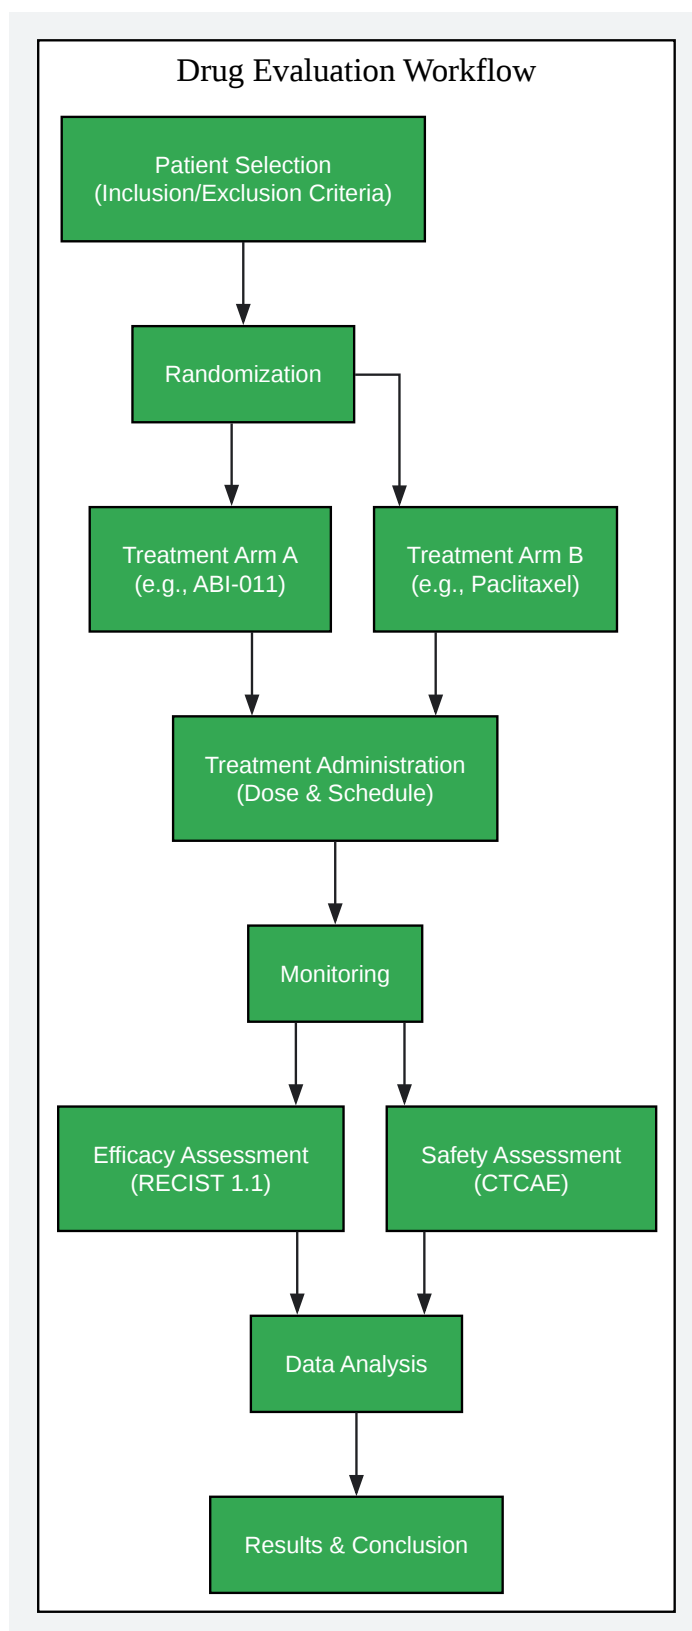 Drug Evaluation Workflow
Patient Selection
(Inclusion/Exclusion Criteria)
Randomization
Treatment Arm A
(e.g., ABI-011)
Treatment Arm B
(e.g., Paclitaxel)
Treatment Administration
(Dose & Schedule)
Monitoring
Efficacy Assessment
(RECIST 1.1)
Safety Assessment
(CTCAE)
Data Analysis
Results & Conclusion